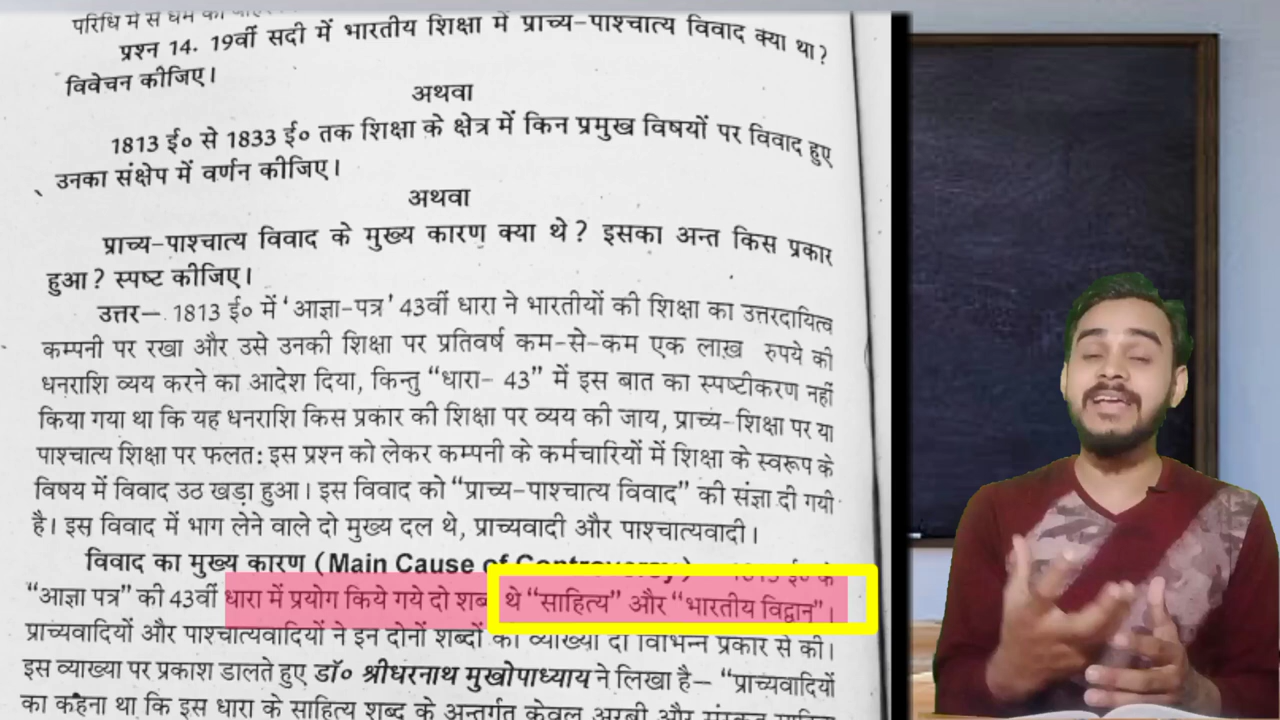 परिधि में से धर्म को
प्रश्न 14. 19वीं सदी में भारतीय शिक्षा में प्राच्य-पाश्चात्य विवाद क्या था?
विवेचन कीजिए।
अथवा
1813 ई० से 1833 ई० तक शिक्षा के क्षेत्र में किन प्रमुख विषयों पर विवाद हुए
उनका संक्षेप में वर्णन कीजिए।
अथवा
प्राच्य-पाश्चात्य विवाद के मुख्य कारण क्या थे? इसका अन्त किस प्रकार
हुआ? स्पष्ट कीजिए।
उत्तर— 1813 ई० में 'आज्ञा-पत्र' 43वीं धारा ने भारतीयों की शिक्षा का उत्तरदायित्व
कम्पनी पर रखा और उसे उनकी शिक्षा पर प्रतिवर्ष कम-से-कम एक लाख़ रुपये की
धनराशि व्यय करने का आदेश दिया, किन्तु “धारा- 43” में इस बात का स्पष्टीकरण नहीं
किया गया था कि यह धनराशि किस प्रकार की शिक्षा पर व्यय की जाय, प्राच्य-शिक्षा पर या
पाश्चात्य शिक्षा पर फलत: इस प्रश्न को लेकर कम्पनी के कर्मचारियों में शिक्षा के स्वरूप के
विषय में विवाद उठ खड़ा हुआ। इस विवाद को “प्राच्य-पाश्चात्य विवाद” की संज्ञा दी गयी
है। इस विवाद में भाग लेने वाले दो मुख्य दल थे, प्राच्यवादी और पाश्चात्यवादी।
विवाद का मुख्य कारण (Main Cause of Controversy) — 1813 ई० के
“आज्ञा पत्र” की 43वीं धारा में प्रयोग किये गये दो शब्द थे “साहित्य” और “भारतीय विद्वान”।
प्राच्यवादियों और पाश्चात्यवादियों ने इन दोनों शब्दों की व्याख्या दो विभिन्न प्रकार से की।
इस व्याख्या पर प्रकाश डालते हुए डॉ० श्रीधरनाथ मुखोपाध्याय ने लिखा है— “प्राच्यवादियों
का कहना था कि इस धारा के साहित्य शब्द के अन्तर्गत केवल अरबी और संस्कृत